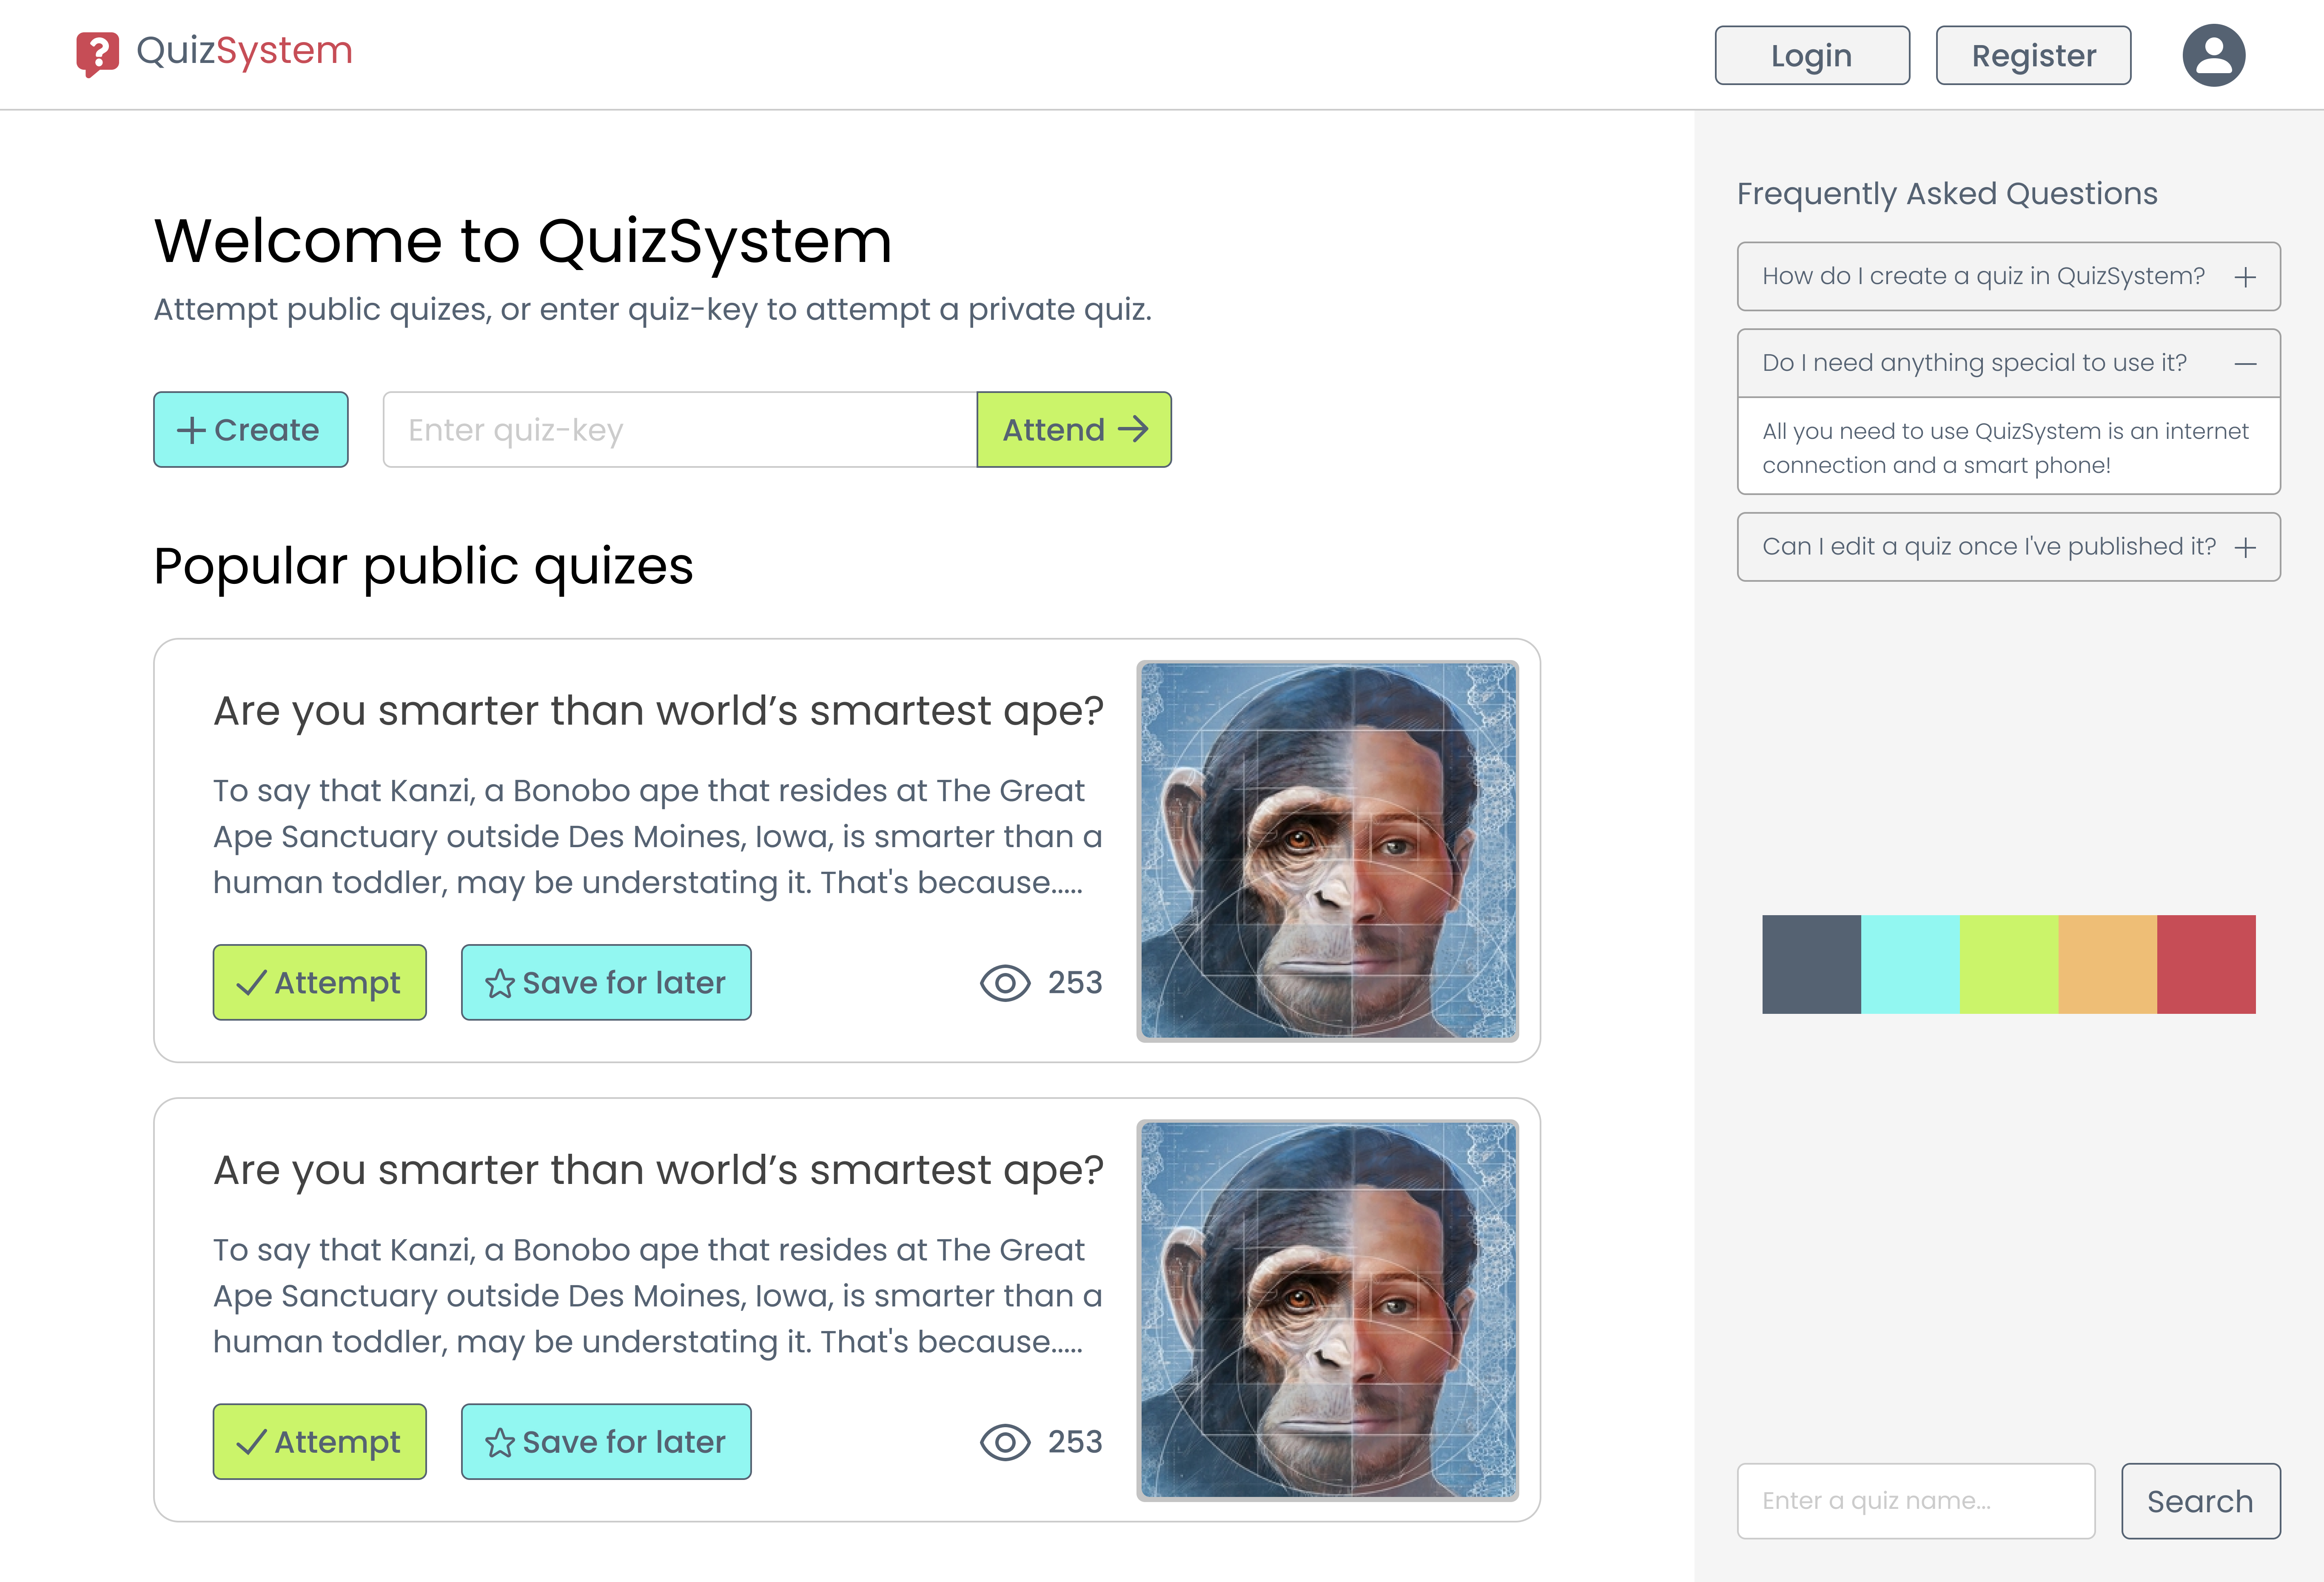 QuizSystem
Login
Register
Welcome to QuizSystem
Attempt public quizes, or enter quiz-key to attempt a private quiz.
Create
Enter quiz-key
Attend
Popular public quizes
Are you smarter than world’s smartest ape?
To say that Kanzi, a Bonobo ape that resides at The Great
Ape Sanctuary outside Des Moines, Iowa, is smarter than a
human toddler, may be understating it. That's because.....
Attempt
Save for later
253
Are you smarter than world’s smartest ape?
To say that Kanzi, a Bonobo ape that resides at The Great
Ape Sanctuary outside Des Moines, Iowa, is smarter than a
human toddler, may be understating it. That's because.....
Attempt
Save for later
253
Frequently Asked Questions
How do I create a quiz in QuizSystem?
Do I need anything special to use it?
All you need to use QuizSystem is an internet
connection and a smart phone!
Can I edit a quiz once I've published it?
Enter a quiz name...
Search